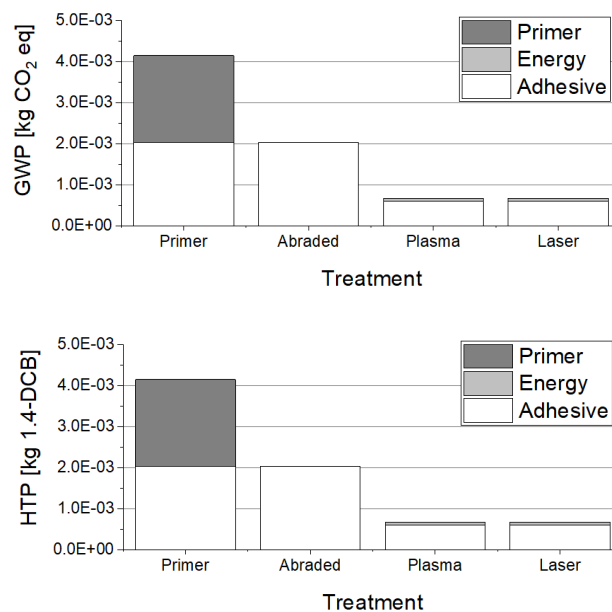 5.0E-03
4.0E-03
3.0E-03
2.0E-03
1.0E-03
0.0E+00
GWP [kg CO₂ eq]
Primer
Energy
Adhesive
Primer Abraded Plasma Laser
Treatment
5.0E-03
4.0E-03
3.0E-03
2.0E-03
1.0E-03
0.0E+00
HTP [kg 1.4-DCB]
Primer
Energy
Adhesive
Primer Abraded Plasma Laser
Treatment